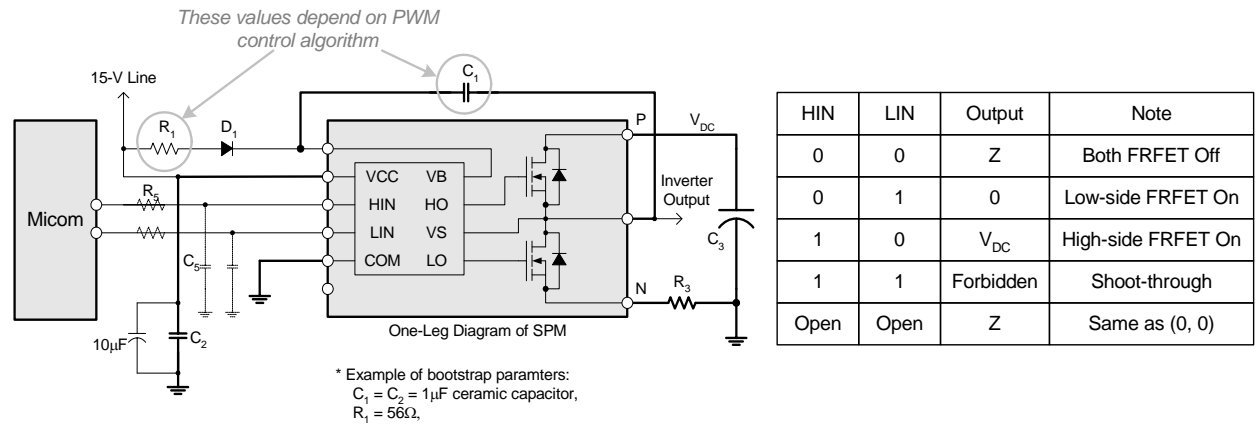 These values depend on PWM
control algorithm
15-V Line
R1
D1
C1
P
VDC
Micom
R5
C5
VCC VB
HIN HO
LIN VS
COM LO
Inverter
Output
C3
N
R3
10μF
C2
One-Leg Diagram of SPM
* Example of bootstrap paramters:
C1 = C2 = 1μF ceramic capacitor,
R1 = 56Ω,
HIN LIN Output Note
0 0 Z Both FRFET Off
0 1 0 Low-side FRFET On
1 0 VDC High-side FRFET On
1 1 Forbidden Shoot-through
Open Open Z Same as (0, 0)